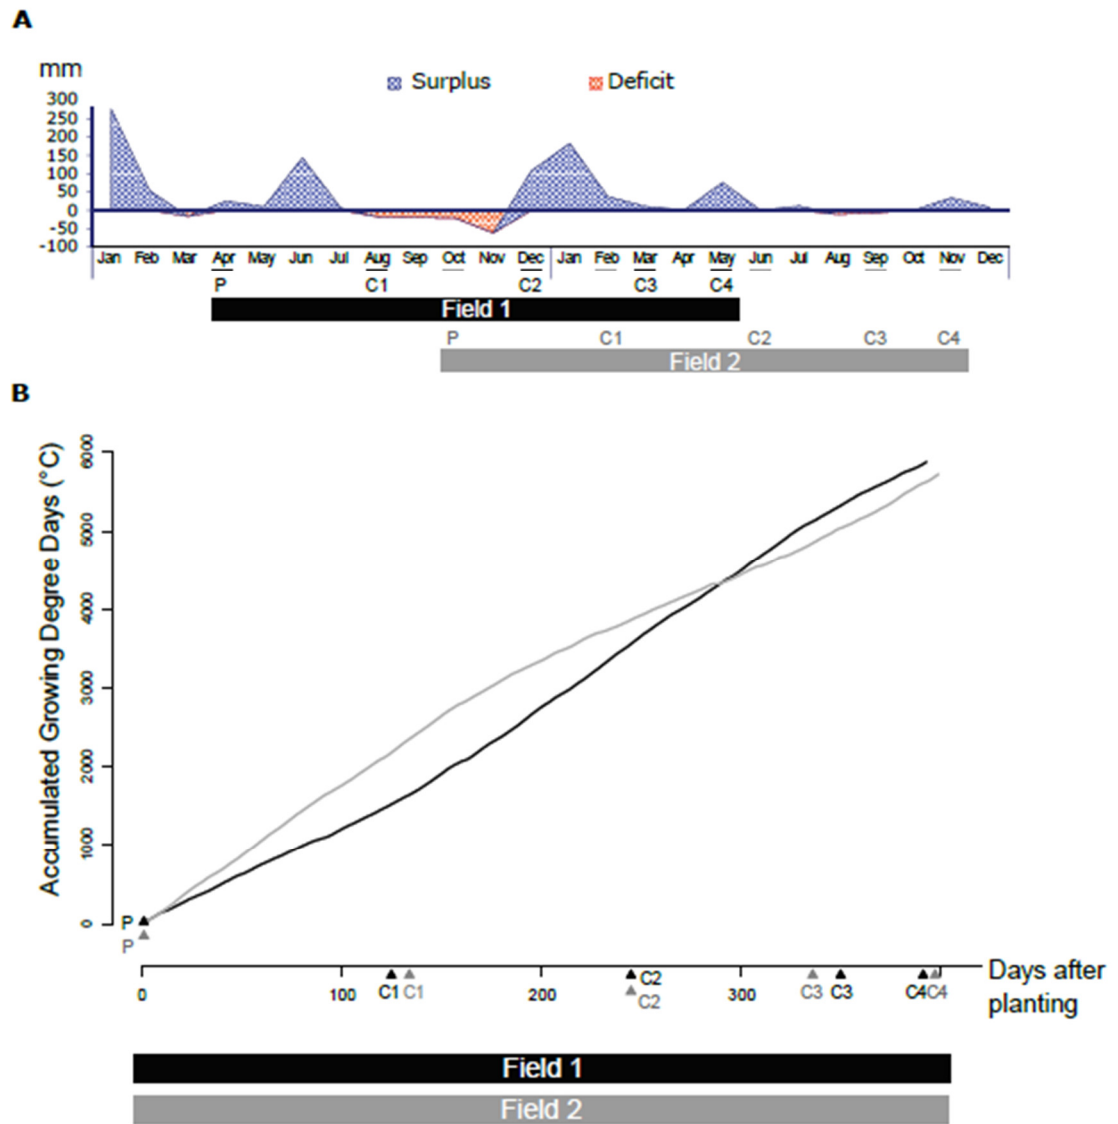 A
mm
Surplus Deficit
300
250
200
150
100
50
0
-50
-100
Jan Feb Mar Apr May Jun Jul Aug Sep Oct Nov Dec Jan Feb Mar Apr May Jun Jul Aug Sep Oct Nov Dec
P C1 C2 C3 C4
Field 1
P C1 C2 C3 C4
Field 2
B
Accumulated Growing Degree Days (°C)
6000
5000
4000
3000
2000
1000
0
P
P
0 100 200 300
C1 C1 C2 C3 C3 C4 C4
C2
Days after
planting
Field 1
Field 2